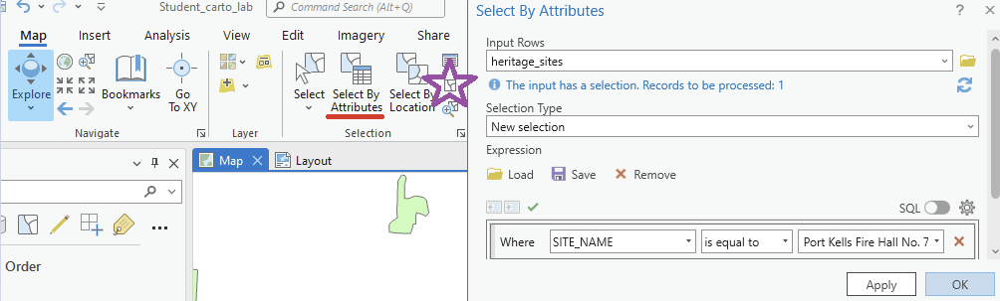 Student_carto_lab
Command Search (Alt+Q)
Map Insert Analysis View Edit Imagery Share
Explore
Bookmarks
Go
To XY
Select
Select By
Attributes
Select By
Location
Navigate
Layer
Selection
Map
Layout
Order
Select By Attributes
Input Rows
heritage_sites
The input has a selection. Records to be processed: 1
Selection Type
New selection
Expression
Load Save Remove
SQL
Where SITE_NAME is equal to Port Kells Fire Hall No. 7
Apply OK